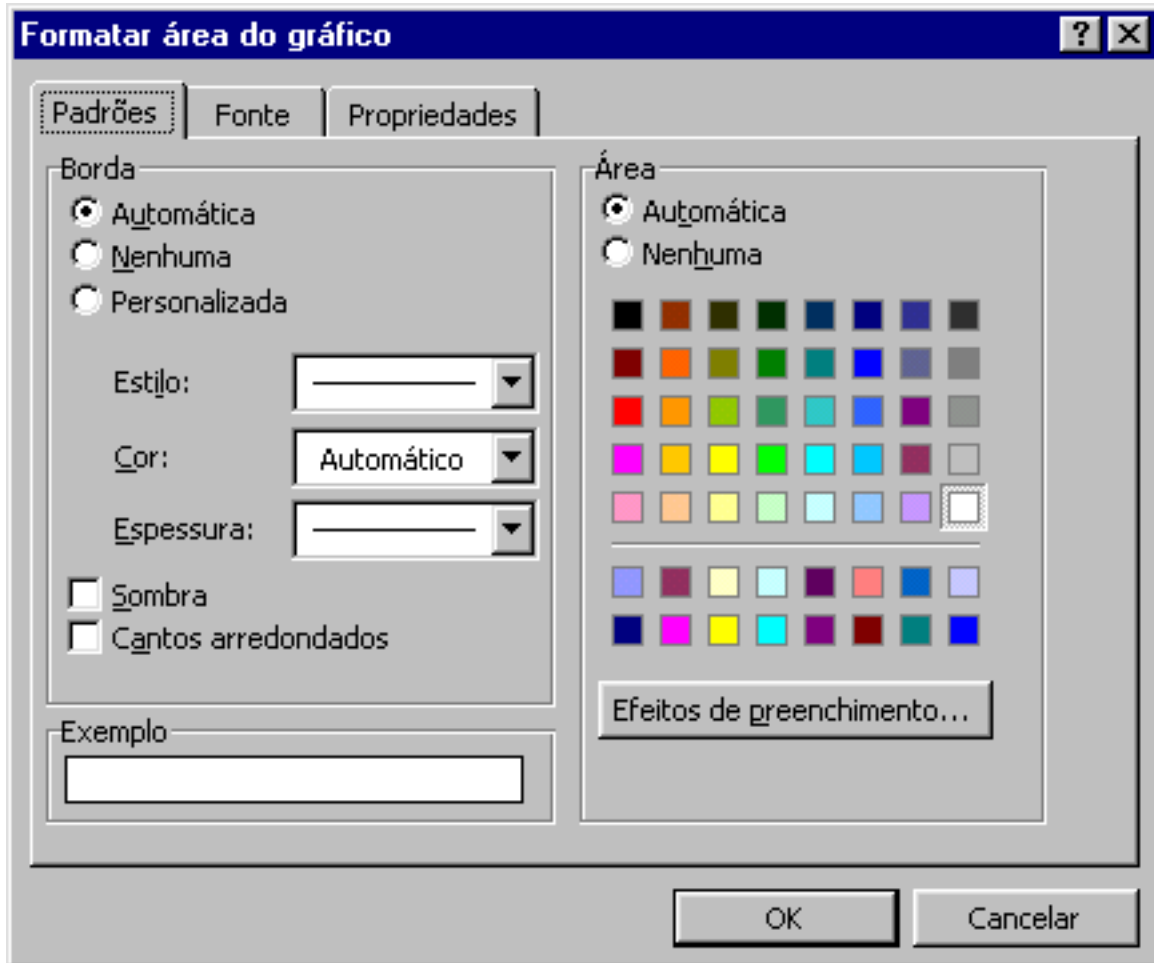 Formatar área do gráfico
Padrões Fonte Propriedades
Borda
Automática
Nenhuma
Personalizada
Estilo:
Cor: Automático
Espessura:
Sombra
Cantos arredondados
Exemplo
Área
Automática
Nenhuma
Efeitos de preenchimento...
OK Cancelar